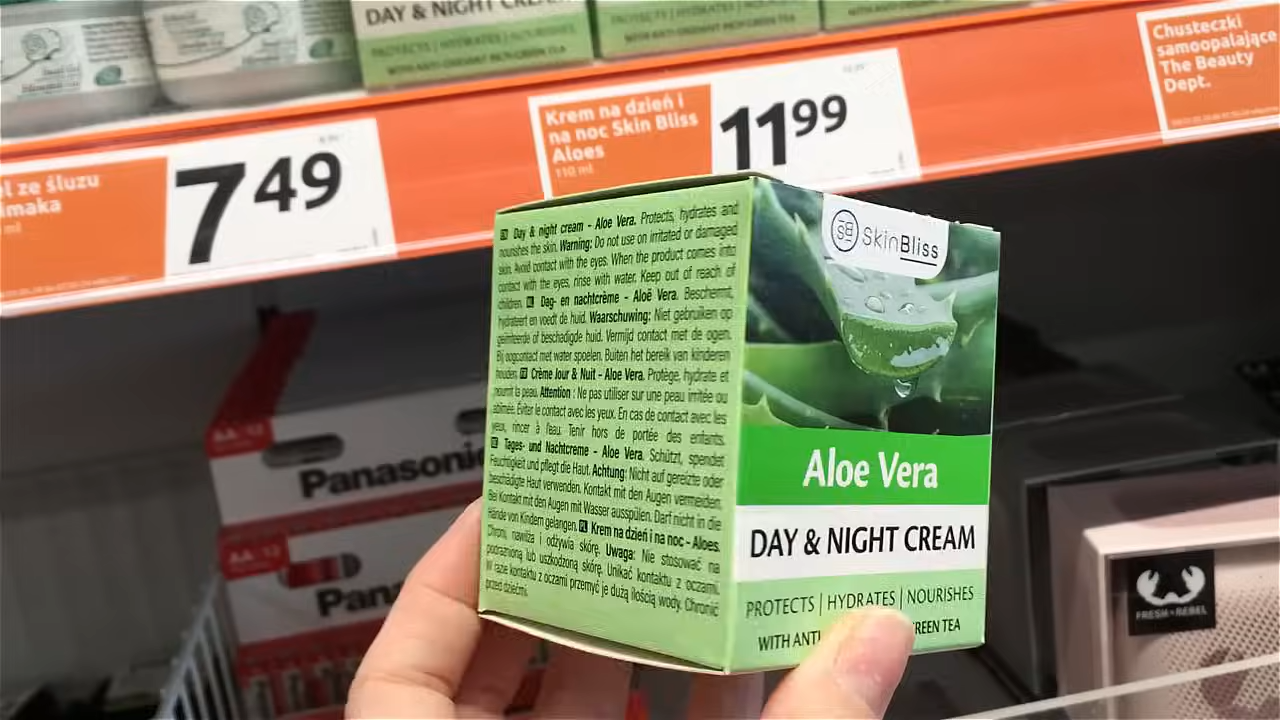 DAY & NIGHT CREAM
PROTECTS | HYDRATES |
WITH ANTI-OXIDANT RICH GREEN TEA
Chusteczki
samoopalające
The Beauty
Dept.
Krem na dzień i
na noc Skin Bliss
Aloes
110 ml
11 99
ze śluzu
ml
7 49
Day & night cream - Aloe Vera. Protects, hydrates and
nourishes the skin. Warning: Do not use on irritated or damaged
skin. Avoid contact with the eyes. When the product comes into
contact with the eyes, rinse with water. Keep out of reach of
children. NL Dag- en nachtcrème - Aloë Vera. Beschermt,
hydrateert en voedt de huid. Waarschuwing: Niet gebruiken op
geïrriteerde of beschadigde huid. Vermijd contact met de ogen.
Bij oogcontact met water spoelen. Buiten het bereik van kinderen
houden. FR Crème Jour & Nuit - Aloe Vera. Protège, hydrate et
nourrit la peau. Attention : Ne pas utiliser sur une peau irritée ou
abîmée. Éviter le contact avec les yeux. En cas de contact avec les
yeux, rincer à l'eau. Tenir hors de portée des enfants.
Tages- und Nachtcreme - Aloe Vera. Schützt, spendet
Feuchtigkeit und pflegt die Haut. Achtung: Nicht auf gereizte oder
beschädigte Haut verwenden. Kontakt mit den Augen vermeiden.
Bei Kontakt mit den Augen mit Wasser ausspülen. Darf nicht in die
Hände von Kindern gelangen. PL Krem na dzień i na noc - Aloes.
Chroni, nawilża i odżywia skórę. Uwaga: Nie stosować na
podrażnioną lub uszkodzoną skórę. Unikać kontaktu z oczami.
W razie kontaktu z oczami przemyć je dużą ilością wody. Chronić
przed dziećmi.
SB SkinBliss
Aloe Vera
DAY & NIGHT CREAM
PROTECTS | HYDRATES | NOURISHES
WITH ANTI GREEN TEA
AA 12
Panasonic
AA 12
Pan
FRESH 'N REBEL